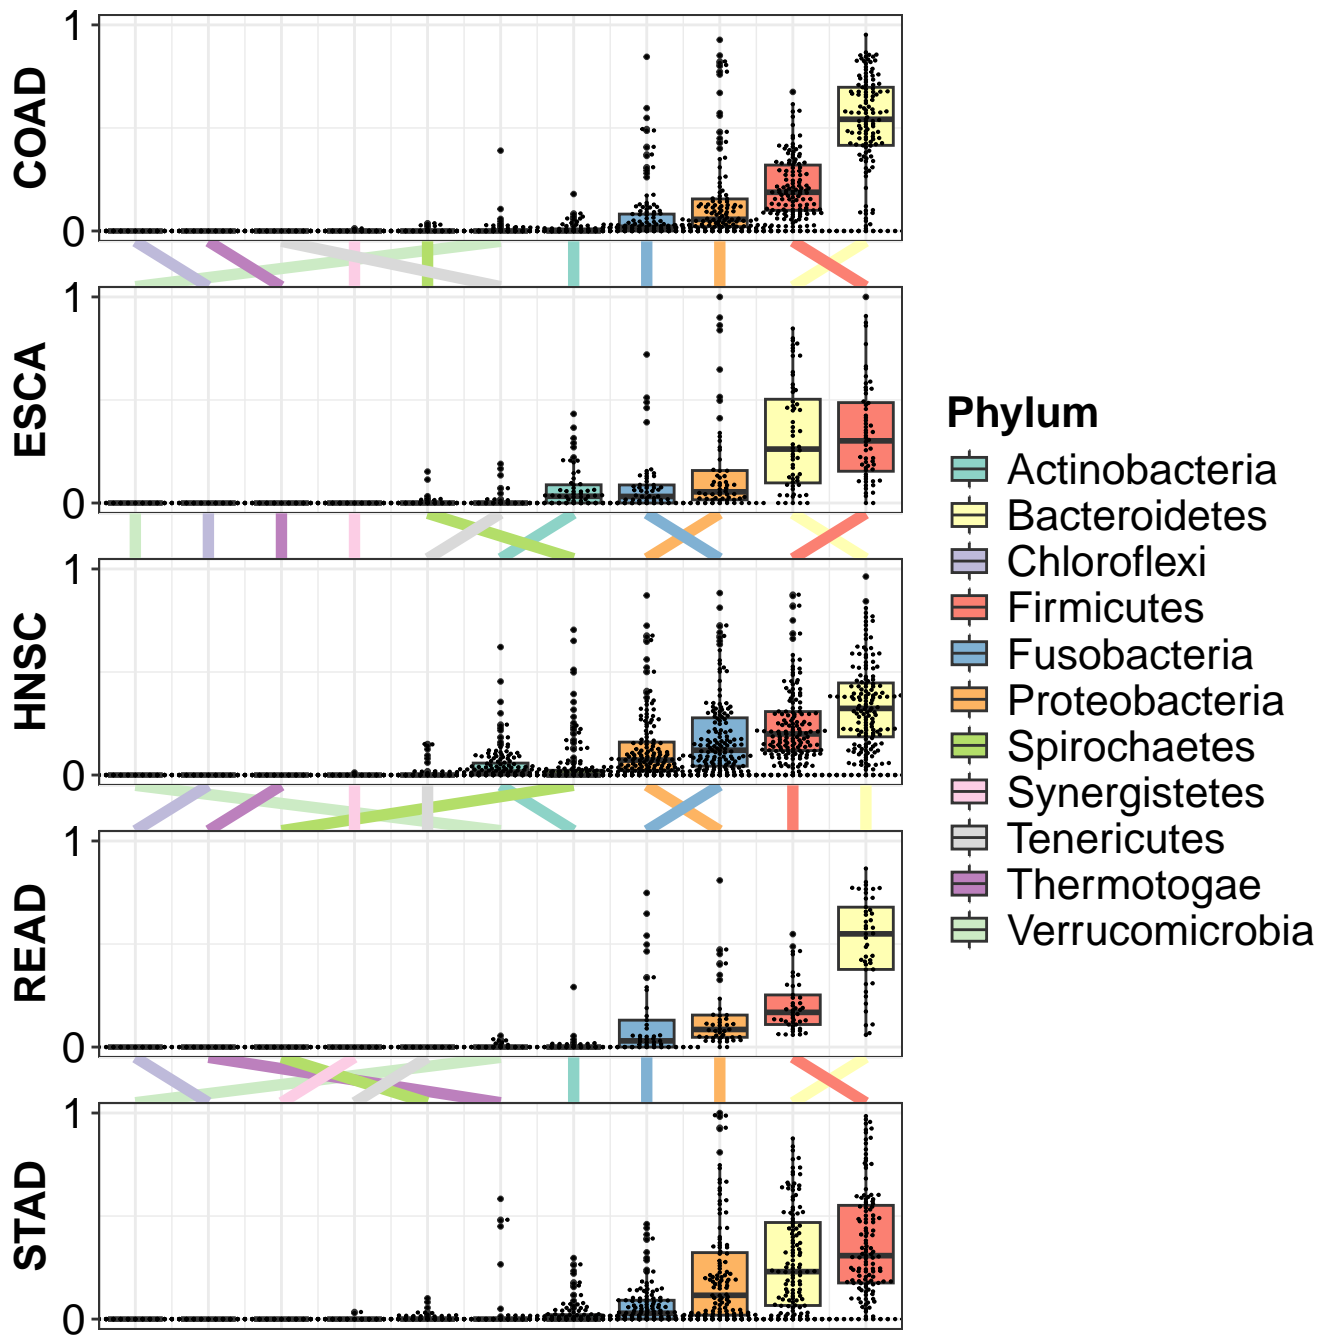 COAD
1
0
ESCA
1
0
HNSC
1
0
READ
1
0
STAD
1
0
Phylum
Actinobacteria
Bacteroidetes
Chloroflexi
Firmicutes
Fusobacteria
Proteobacteria
Spirochaetes
Synergistetes
Tenericutes
Thermotogae
Verrucomicrobia